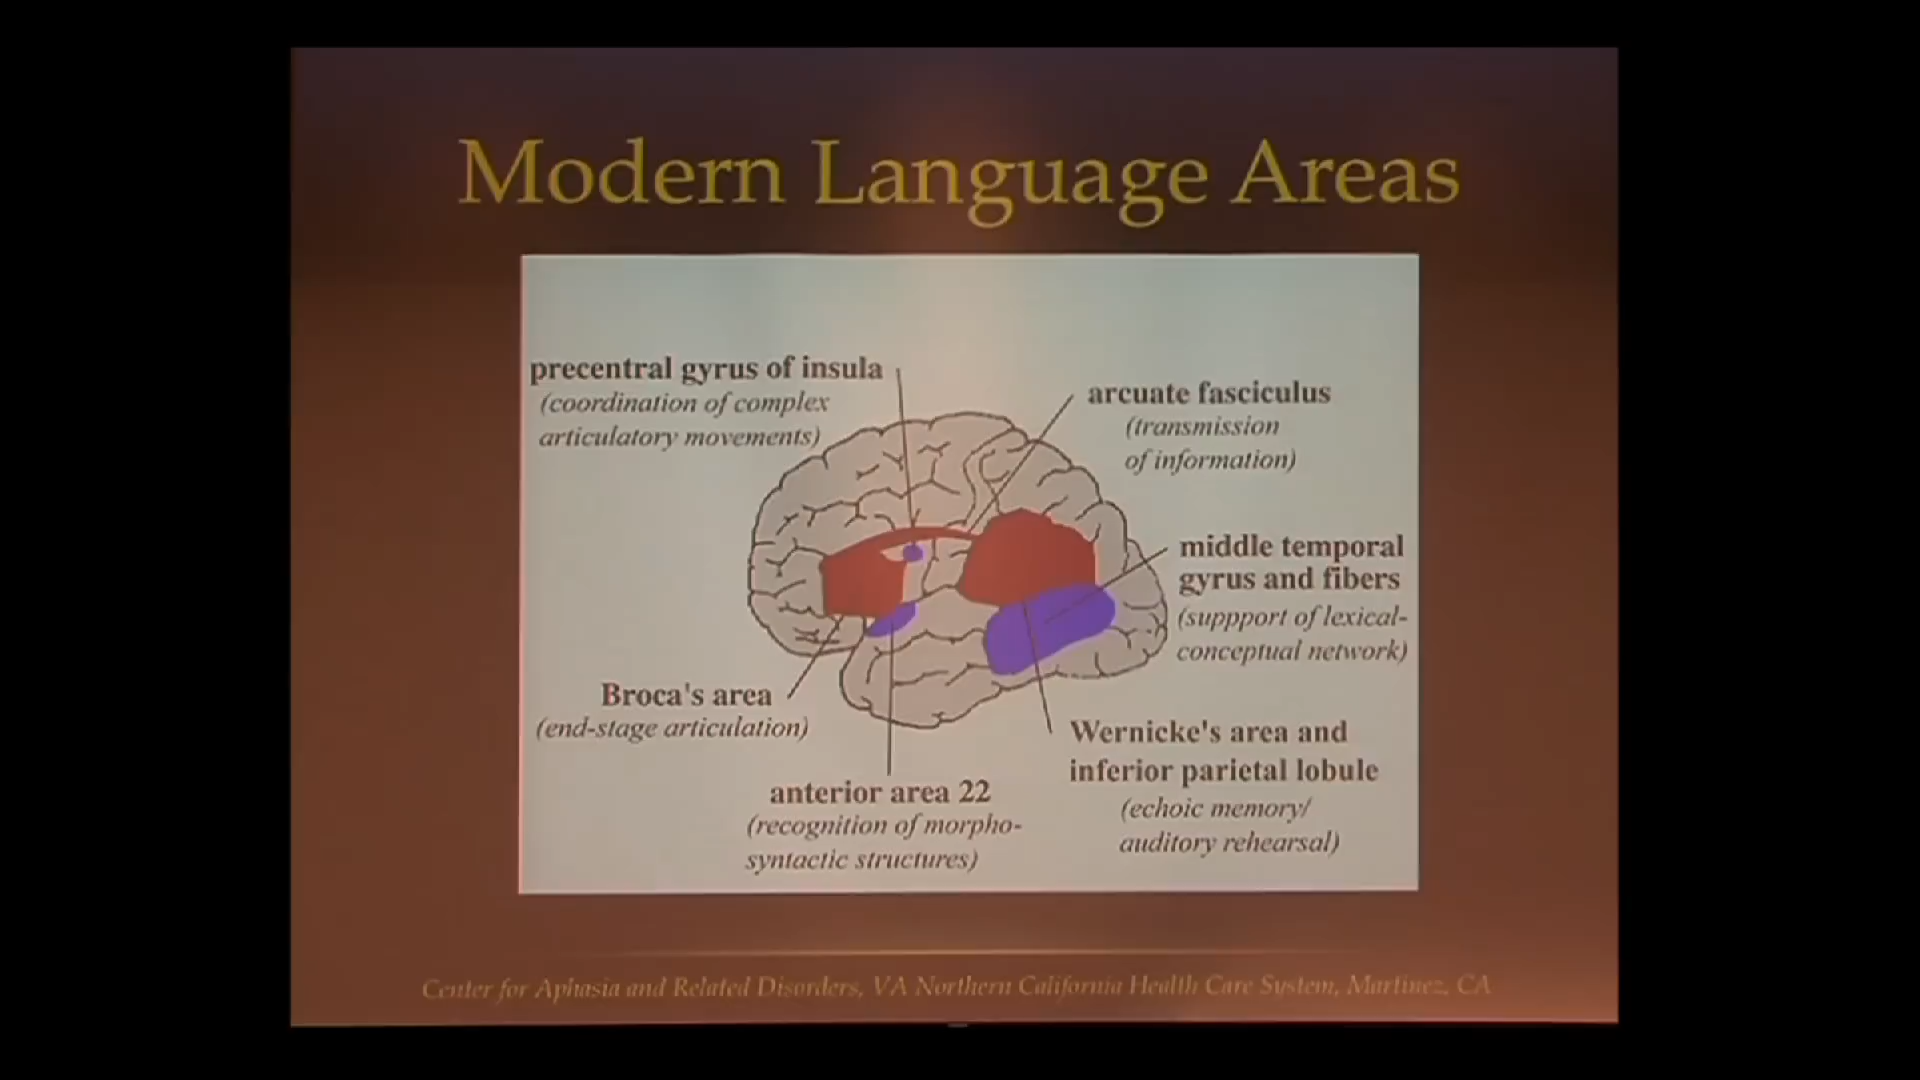 Modern Language Areas
precentral gyrus of insula
(coordination of complex
articulatory movements)
arcuate fasciculus
(transmission
of information)
middle temporal
gyrus and fibers
(suppport of lexical-
conceptual network)
Broca's area
(end-stage articulation)
Wernicke's area and
inferior parietal lobule
(echoic memory/
auditory rehearsal)
anterior area 22
(recognition of morpho-
syntactic structures)
Center for Aphasia and Related Disorders, VA Northern California Health Care System, Martinez, CA